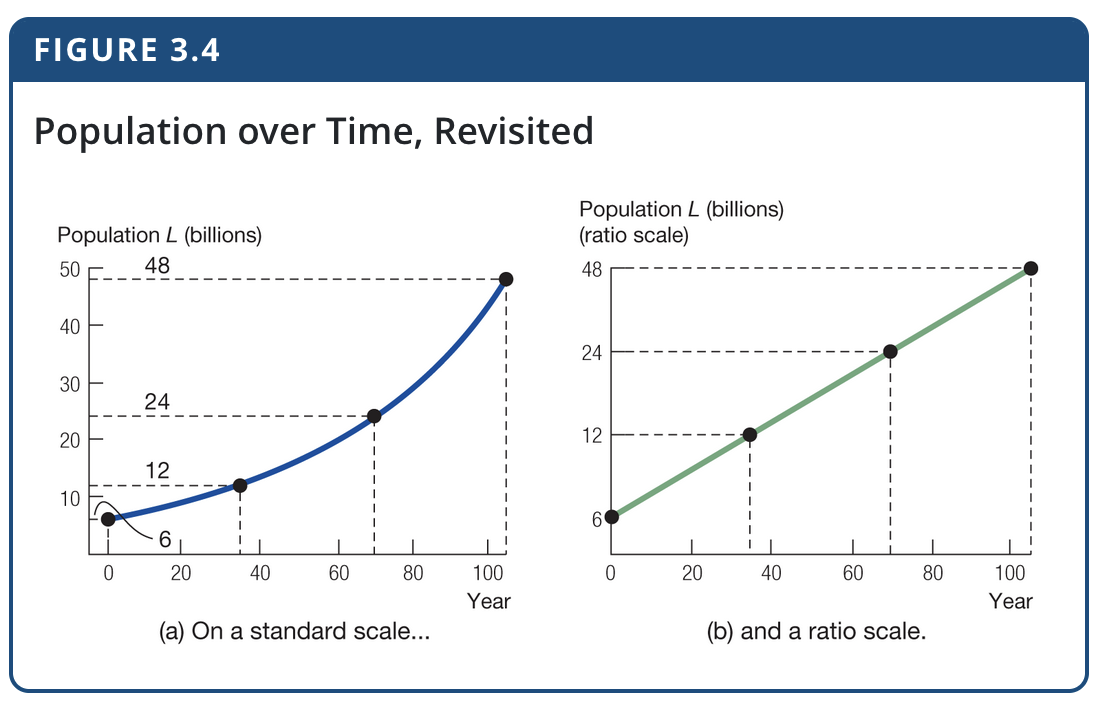 FIGURE 3.4
Population over Time, Revisited
Population L (billions)
50
40
30
20
10
48
24
12
6
0 20 40 60 80 100
Year
(a) On a standard scale...
Population L (billions)
(ratio scale)
48
24
12
6
0 20 40 60 80 100
Year
(b) and a ratio scale.